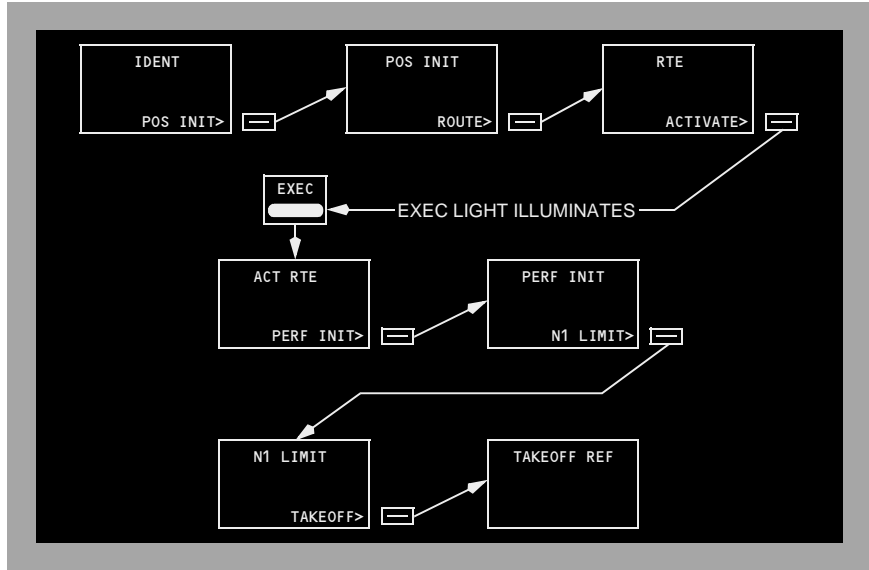 IDENT
POS INIT>
POS INIT
ROUTE>
RTE
ACTIVATE>
EXEC
EXEC LIGHT ILLUMINATES
ACT RTE
PERF INIT>
PERF INIT
N1 LIMIT>
N1 LIMIT
TAKEOFF>
TAKEOFF REF